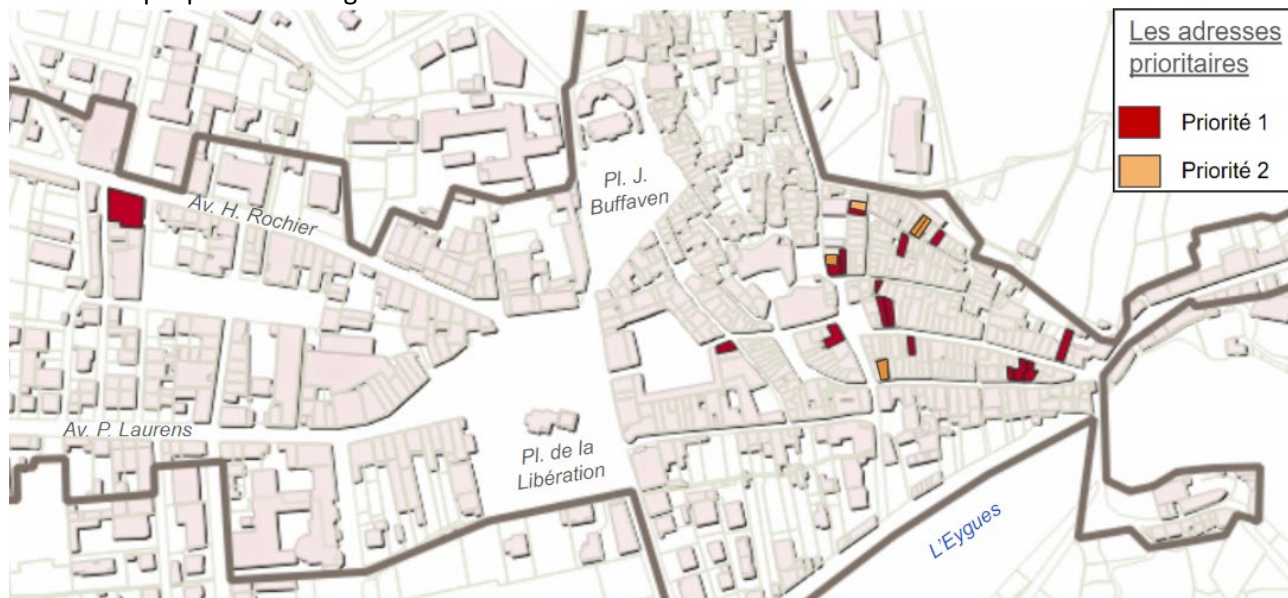 Les adresses
prioritaires
Priorité 1
Priorité 2
Pl. J.
Buffaven
Av. H. Rochier
Av. P. Laurens
Pl. de la
Libération
L'Eygues